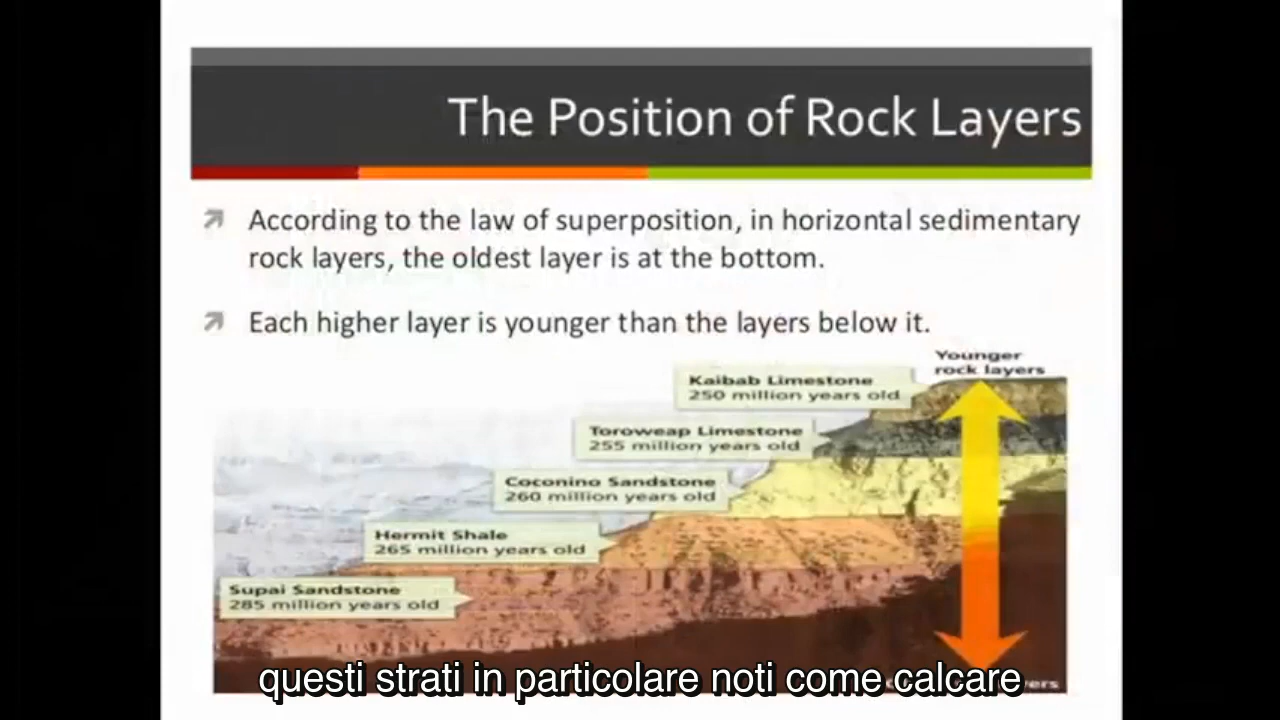 The Position of Rock Layers
According to the law of superposition, in horizontal sedimentary
rock layers, the oldest layer is at the bottom.
Each higher layer is younger than the layers below it.
Younger
rock layers
Kaibab Limestone
250 million years old
Toroweap Limestone
255 million years old
Coconino Sandstone
260 million years old
Hermit Shale
265 million years old
Supai Sandstone
285 million years old
questi strati in particolare noti come calcare